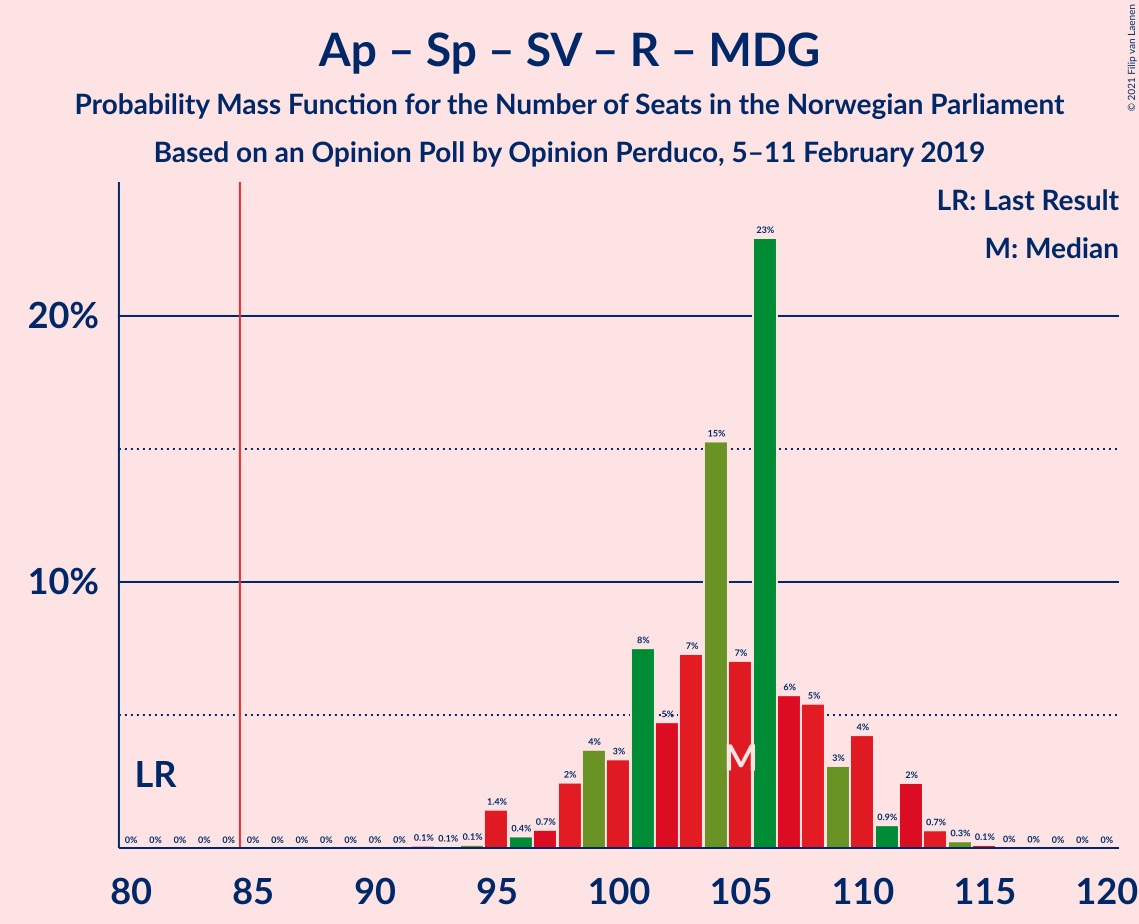 © 2021 Filip van Laenen
Ap – Sp – SV – R – MDG
Probability Mass Function for the Number of Seats in the Norwegian Parliament
Based on an Opinion Poll by Opinion Perduco, 5–11 February 2019
LR: Last Result
M: Median
23%
20%
15%
10%
8%
7%
7%
6%
5%
5%
4%
4%
3%
3%
2%
2%
M
LR
1.4%
0.9%
0.7%
0.7%
0.4%
0.3%
0% 0% 0% 0% 0% 0% 0% 0% 0% 0% 0% 0% 0.1% 0.1% 0.1% 0.1% 0% 0% 0% 0% 0%
80 85 90 95 100 105 110 115 120